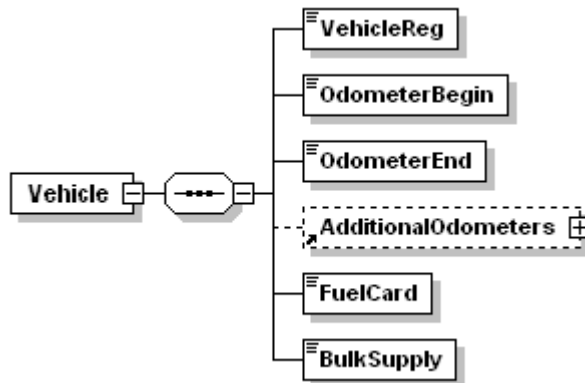 VehicleReg
OdometerBegin
OdometerEnd
Vehicle
AdditionalOdometers
FuelCard
BulkSupply